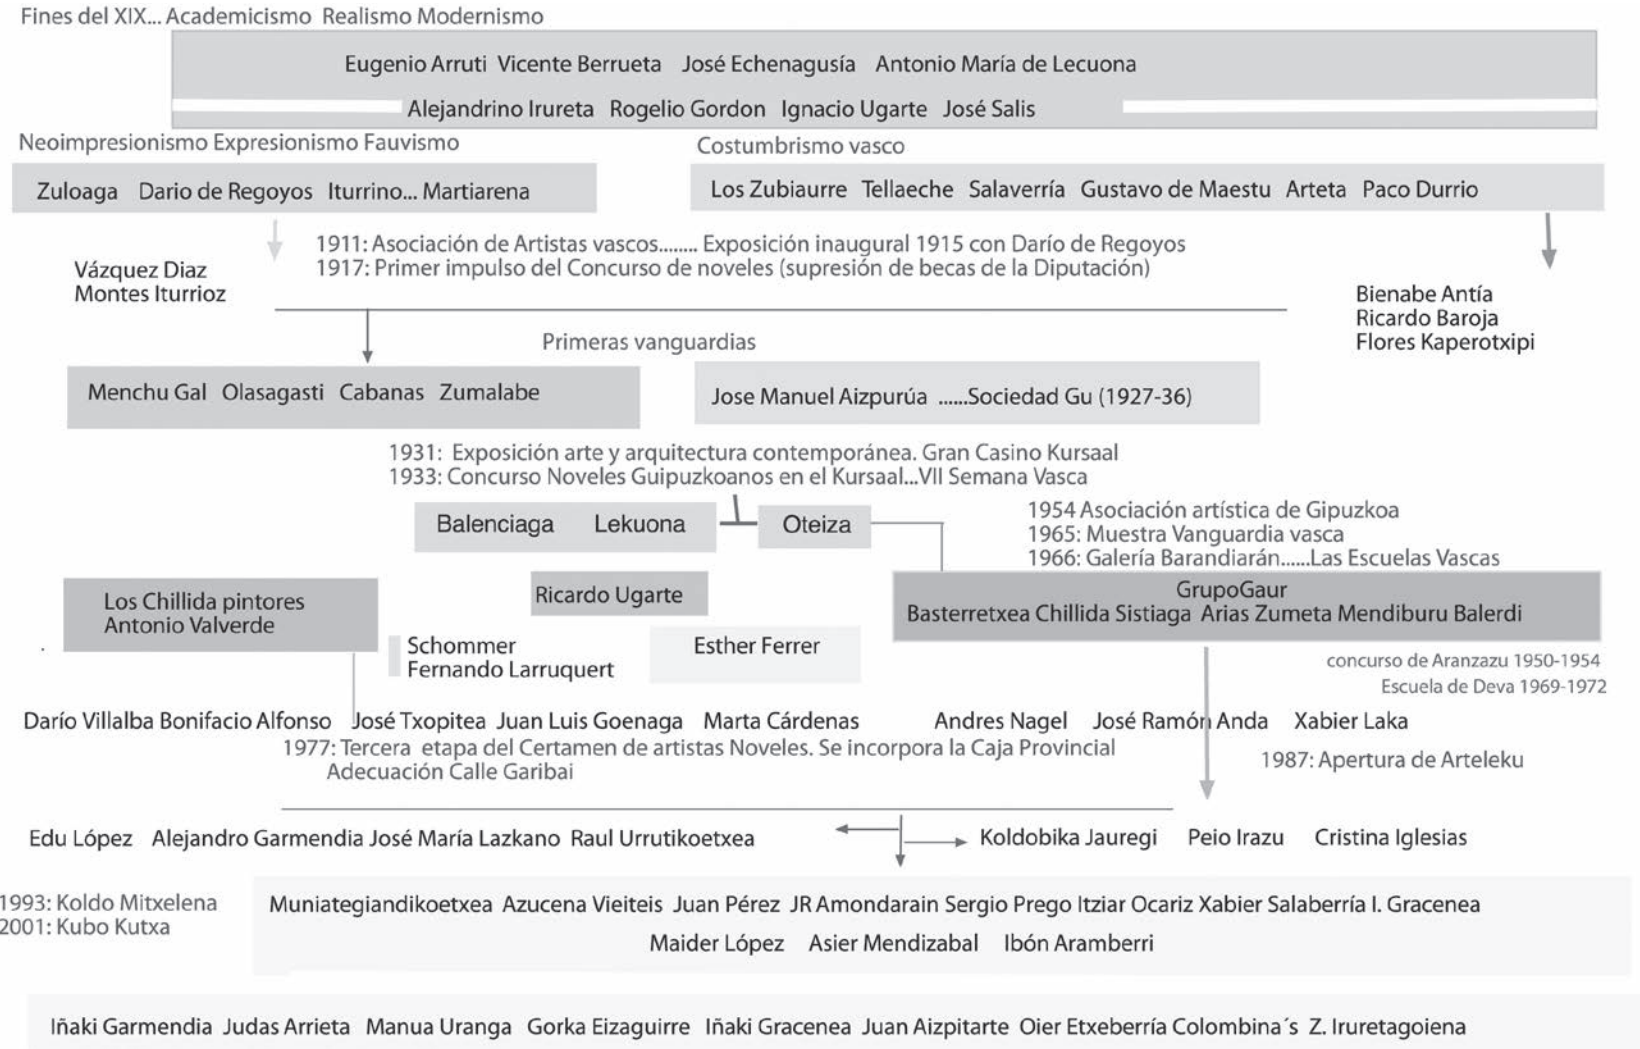 Fines del XIX... Academicismo Realismo Modernismo
Eugenio Arruti Vicente Berrueta José Echenagusía Antonio María de Lecuona
Alejandrino Irureta Rogelio Gordon Ignacio Ugarte José Salis
Neoimpresionismo Expresionismo Fauvismo
Costumbrismo vasco
Zuloaga Dario de Regoyos Iturrino... Martiarena
Los Zubiaurre Tellaeche Salaverría Gustavo de Maestu Arteta Paco Durrio
1911: Asociación de Artistas vascos........ Exposición inaugural 1915 con Darío de Regoyos
1917: Primer impulso del Concurso de noveles (supresión de becas de la Diputación)
Vázquez Diaz
Montes Iturrioz
Bienabe Antía
Ricardo Baroja
Flores Kaperotxipi
Primeras vanguardias
Menchu Gal Olasagasti Cabanas Zumalabe
Jose Manuel Aizpurúa ......Sociedad Gu (1927-36)
1931: Exposición arte y arquitectura contemporánea. Gran Casino Kursaal
1933: Concurso Noveles Guipuzkoanos en el Kursaal...VII Semana Vasca
Balenciaga Lekuona
Oteiza
1954 Asociación artística de Gipuzkoa
1965: Muestra Vanguardia vasca
1966: Galería Barandiarán......Las Escuelas Vascas
Los Chillida pintores
Antonio Valverde
Ricardo Ugarte
GrupoGaur
Basterretxea Chillida Sistiaga Arias Zumeta Mendiburu Balerdi
Schommer
Fernando Larruquert
Esther Ferrer
concurso de Aranzazu 1950-1954
Escuela de Deva 1969-1972
Darío Villalba Bonifacio Alfonso José Txopitea Juan Luis Goenaga Marta Cárdenas Andres Nagel José Ramón Anda Xabier Laka
1977: Tercera etapa del Certamen de artistas Noveles. Se incorpora la Caja Provincial
Adecuación Calle Garibai
1987: Apertura de Arteleku
Edu López Alejandro Garmendia José María Lazkano Raul Urrutikoetxea
Koldobika Jauregi Peio Irazu Cristina Iglesias
1993: Koldo Mitxelena
2001: Kubo Kutxa
Muniategiandikoetxea Azucena Vieiteis Juan Pérez JR Amondarain Sergio Prego Itziar Ocariz Xabier Salaberría I. Gracenea
Maider López Asier Mendizabal Ibón Aramberri
Iñaki Garmendia Judas Arrieta Manua Uranga Gorka Eizaguirre Iñaki Gracenea Juan Aizpitarte Oier Etxeberría Colombina´s Z. Iruretagoiena